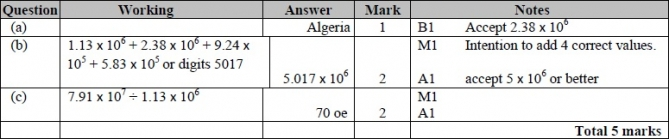 Question Working Answer Mark Notes
(a) Algeria 1 B1 Accept 2.38 x 10⁶
(b) 1.13 x 10⁶ + 2.38 x 10⁶ + 9.24 x 10⁵ + 5.83 x 10⁵ or digits 5017 M1 Intention to add 4 correct values.
5.017 x 10⁶ 2 A1 accept 5 x 10⁶ or better
(c) 7.91 x 10⁷ ÷ 1.13 x 10⁶ M1
70 oe 2 A1
Total 5 marks